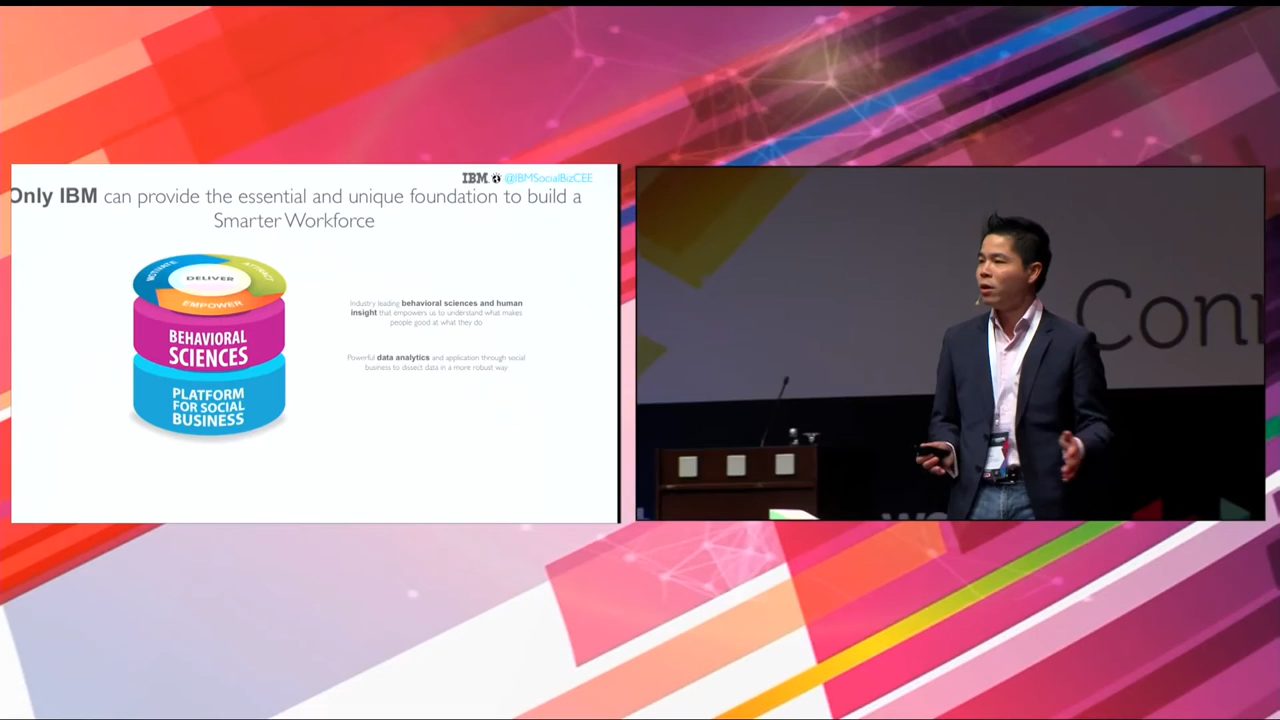 IBM @IBMSocialBizCEE
Only IBM can provide the essential and unique foundation to build a
Smarter Workforce
MOTIVATE
ATTRACT
DELIVER
EMPOWER
BEHAVIORAL
SCIENCES
PLATFORM
FOR SOCIAL
BUSINESS
Industry leading behavioral sciences and human
insight that empowers us to understand what makes
people good at what they do
Powerful data analytics and application through social
business to dissect data in a more robust way
Conn